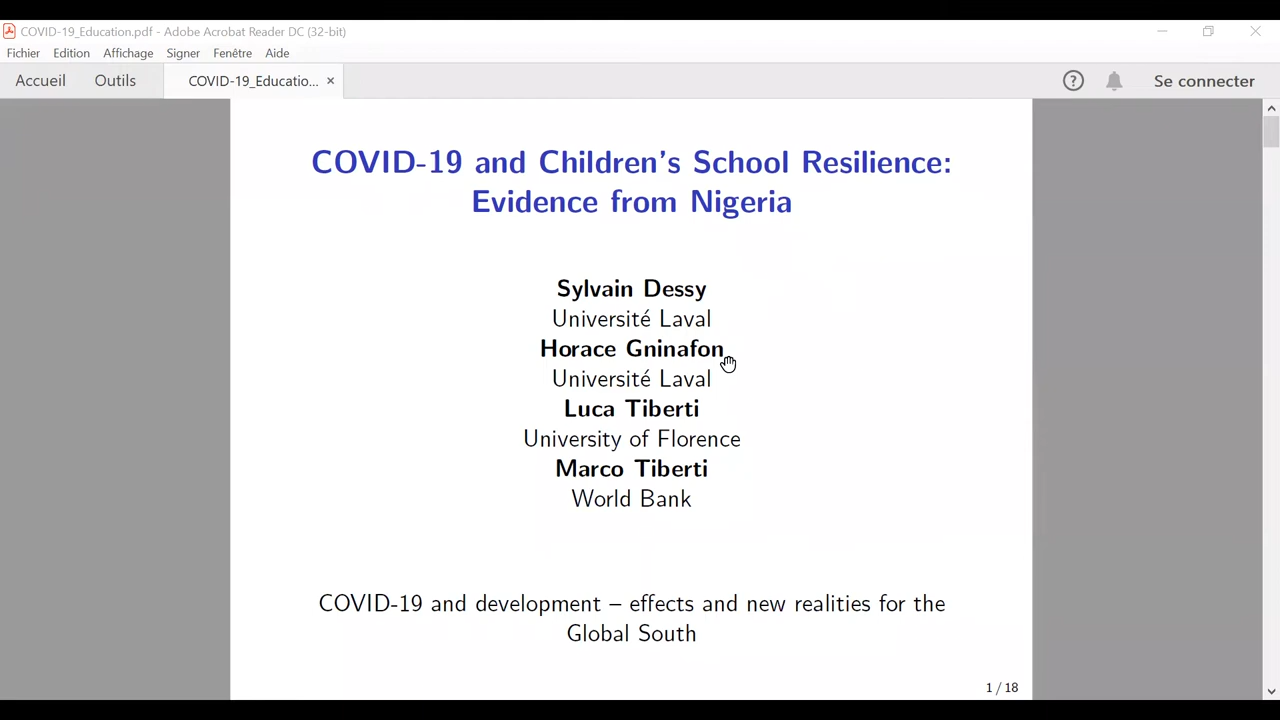 COVID-19_Education.pdf - Adobe Acrobat Reader DC (32-bit)
Fichier Edition Affichage Signer Fenêtre Aide
Accueil Outils COVID-19_Educatio... × ? Se connecter
COVID-19 and Children's School Resilience:
Evidence from Nigeria
Sylvain Dessy
Université Laval
Horace Gninafon
Université Laval
Luca Tiberti
University of Florence
Marco Tiberti
World Bank
COVID-19 and development – effects and new realities for the
Global South
1 / 18